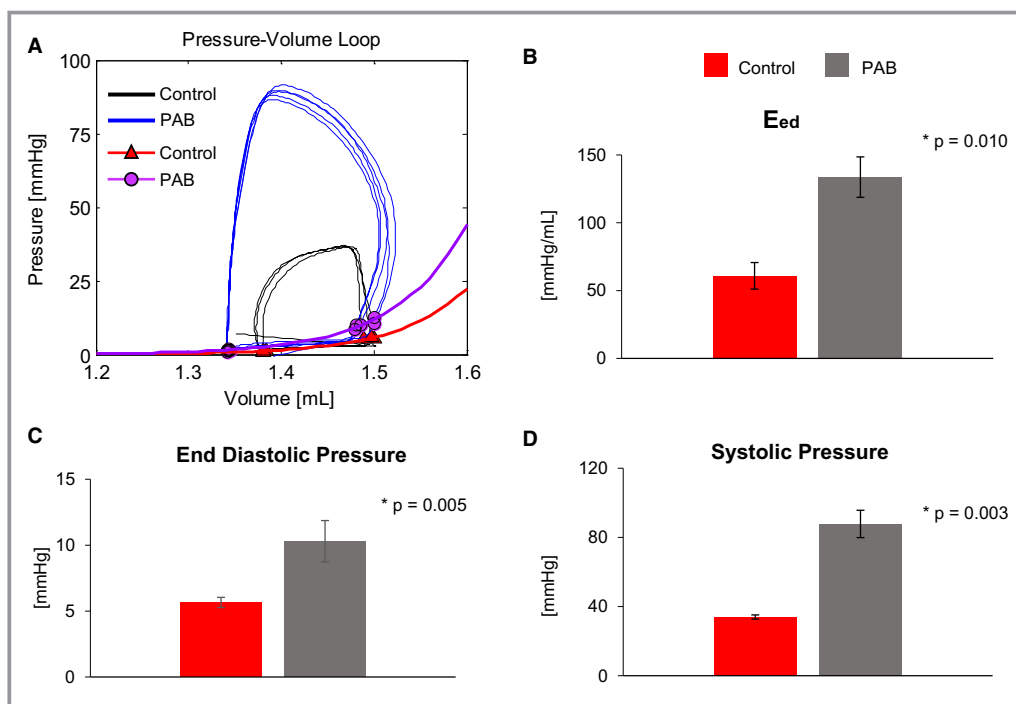 A
Pressure-Volume Loop
100
75
50
25
0
Pressure [mmHg]
Control
PAB
Control
PAB
1.2 1.3 1.4 1.5 1.6
Volume [mL]
B
Control PAB
Eed
* p = 0.010
150
100
50
0
[mmHg/mL]
C
End Diastolic Pressure
* p = 0.005
15
10
5
0
[mmHg]
D
Systolic Pressure
* p = 0.003
120
80
40
0
[mmHg]